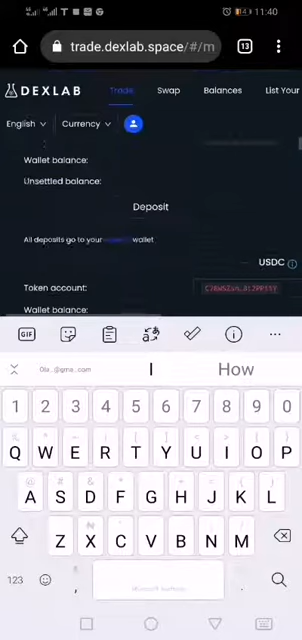 11:40
trade.dexlab.space/#/m
13
DEXLAB Trade Swap Balances List Your
English Currency
Wallet balance:
Unsettled balance:
Deposit
All deposits go to your wallet
USDC
Token account:
Wallet balance:
GIF
I How
1 2 3 4 5 6 7 8 9 0
Q W E R T Y U I O P
A S D F G H J K L
Z X C V B N M
123 , .